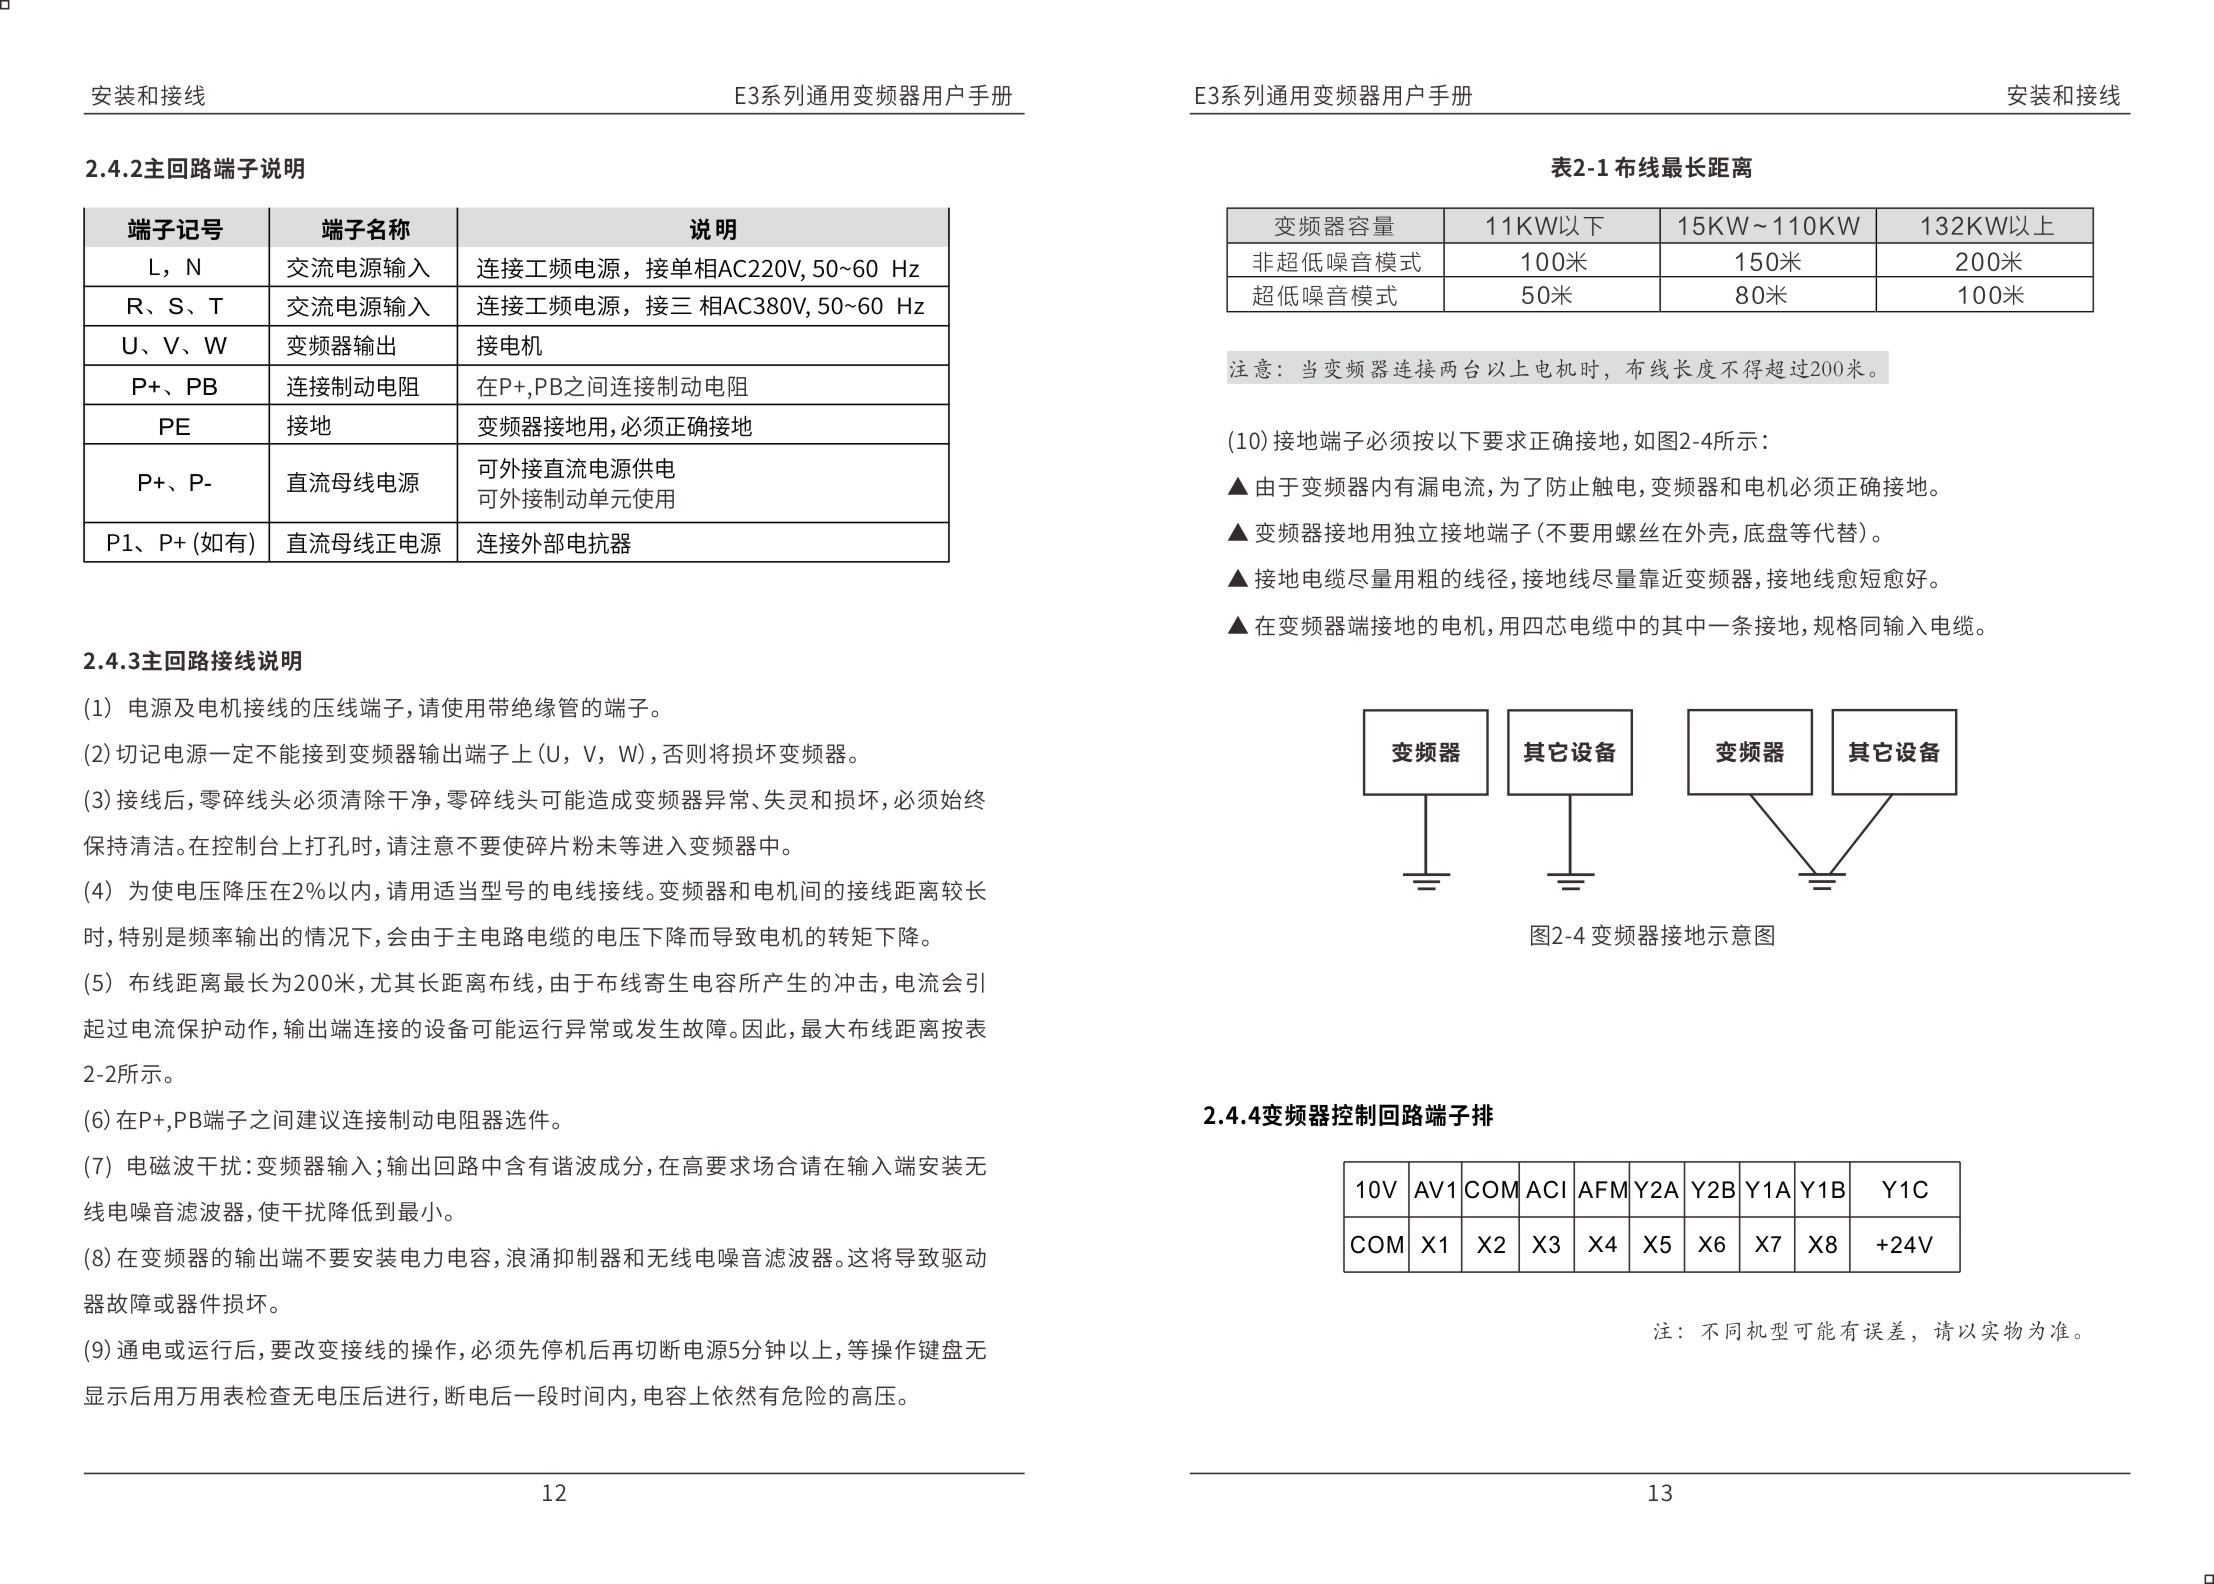 安装和接线 E3系列通用变频器用户手册
2.4.2主回路端子说明
端子记号 端子名称 说 明
L，N 交流电源输入 连接工频电源，接单相AC220V, 50~60 Hz
R、S、T 交流电源输入 连接工频电源，接三 相AC380V, 50~60 Hz
U、V、W 变频器输出 接电机
P+、PB 连接制动电阻 在P+,PB之间连接制动电阻
PE 接地 变频器接地用，必须正确接地
P+、P- 直流母线电源 可外接直流电源供电
可外接制动单元使用
P1、P+ (如有) 直流母线正电源 连接外部电抗器
2.4.3主回路接线说明
(1) 电源及电机接线的压线端子，请使用带绝缘管的端子。
(2) 切记电源一定不能接到变频器输出端子上（U，V，W），否则将损坏变频器。
(3) 接线后，零碎线头必须清除干净，零碎线头可能造成变频器异常、失灵和损坏，必须始终
保持清洁。在控制台上打孔时，请注意不要使碎片粉未等进入变频器中。
(4) 为使电压降压在2%以内，请用适当型号的电线接线。变频器和电机间的接线距离较长
时，特别是频率输出的情况下，会由于主电路电缆的电压下降而导致电机的转矩下降。
(5) 布线距离最长为200米，尤其长距离布线，由于布线寄生电容所产生的冲击，电流会引
起过电流保护动作，输出端连接的设备可能运行异常或发生故障。因此，最大布线距离按表
2-2所示。
(6) 在P+,PB端子之间建议连接制动电阻器选件。
(7) 电磁波干扰：变频器输入；输出回路中含有谐波成分，在高要求场合请在输入端安装无
线电噪音滤波器，使干扰降低到最小。
(8) 在变频器的输出端不要安装电力电容，浪涌抑制器和无线电噪音滤波器。这将导致驱动
器故障或器件损坏。
(9) 通电或运行后，要改变接线的操作，必须先停机后再切断电源5分钟以上，等操作键盘无
显示后用万用表检查无电压后进行，断电后一段时间内，电容上依然有危险的高压。
12
E3系列通用变频器用户手册 安装和接线
表2-1 布线最长距离
变频器容量 11KW以下 15KW~110KW 132KW以上
非超低噪音模式 100米 150米 200米
超低噪音模式 50米 80米 100米
注意：当变频器连接两台以上电机时，布线长度不得超过200米。
(10) 接地端子必须按以下要求正确接地，如图2-4所示：
▲ 由于变频器内有漏电流，为了防止触电，变频器和电机必须正确接地。
▲ 变频器接地用独立接地端子（不要用螺丝在外壳，底盘等代替）。
▲ 接地电缆尽量用粗的线径，接地线尽量靠近变频器，接地线愈短愈好。
▲ 在变频器端接地的电机，用四芯电缆中的其中一条接地，规格同输入电缆。
变频器 其它设备 变频器 其它设备
图2-4 变频器接地示意图
2.4.4变频器控制回路端子排
10V AV1 COM ACI AFM Y2A Y2B Y1A Y1B Y1C
COM X1 X2 X3 X4 X5 X6 X7 X8 +24V
注：不同机型可能有误差，请以实物为准。
13